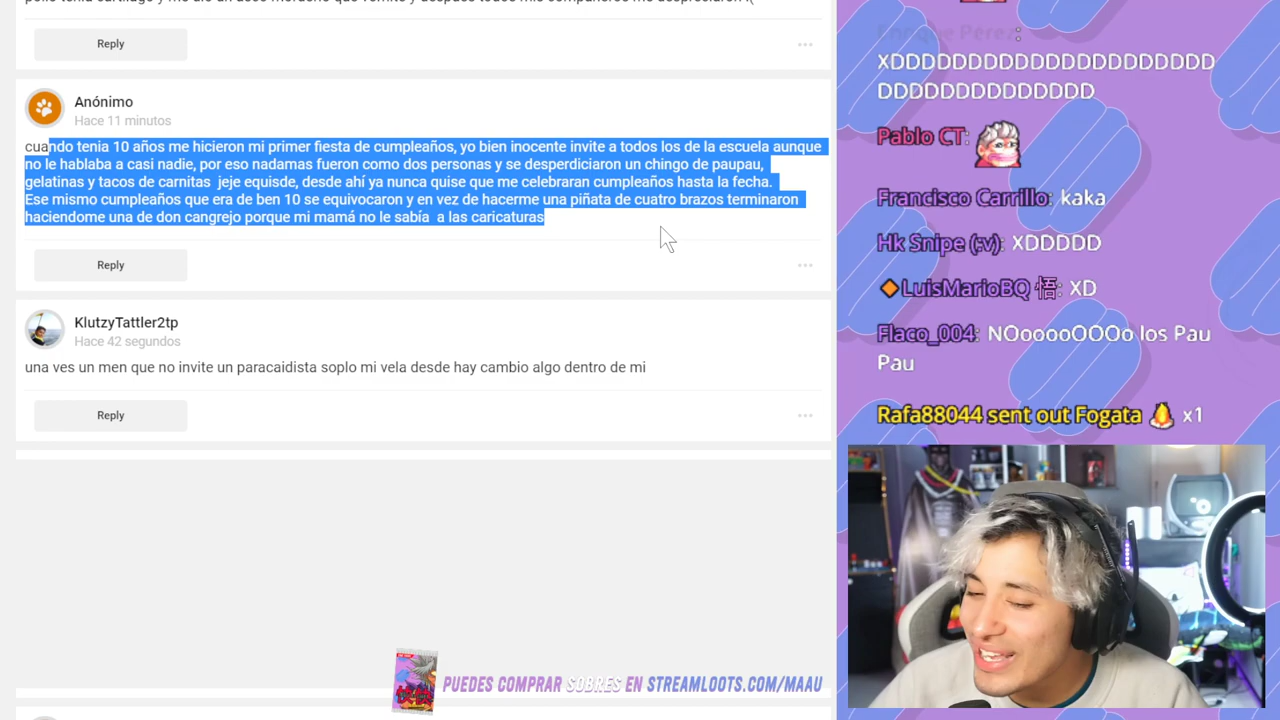 Reply
Anónimo
Hace 11 minutos
cuando tenia 10 años me hicieron mi primer fiesta de cumpleaños, yo bien inocente invite a todos los de la escuela aunque
no le hablaba a casi nadie, por eso nadamas fueron como dos personas y se desperdiciaron un chingo de paupau,
gelatinas y tacos de carnitas  jeje equisde, desde ahí ya nunca quise que me celebraran cumpleaños hasta la fecha.
Ese mismo cumpleaños que era de ben 10 se equivocaron y en vez de hacerme una piñata de cuatro brazos terminaron
haciendome una de don cangrejo porque mi mamá no le sabía  a las caricaturas
Reply
KlutzyTattler2tp
Hace 42 segundos
una ves un men que no invite un paracaidista soplo mi vela desde hay cambio algo dentro de mi
Reply
PUEDES COMPRAR SOBRES EN STREAMLOOTS.COM/MAAU
Enrique Pérez:
XDDDDDDDDDDDDDDDDDDDDDD
DDDDDDDDDDDDDD
Pablo CT:
Francisco Carrillo: kaka
Hk Snipe (:v): XDDDDD
LuisMarioBQ 悟: XD
Flaco_004: NOooooOOOo los Pau
Pau
Rafa88044 sent out Fogata x1